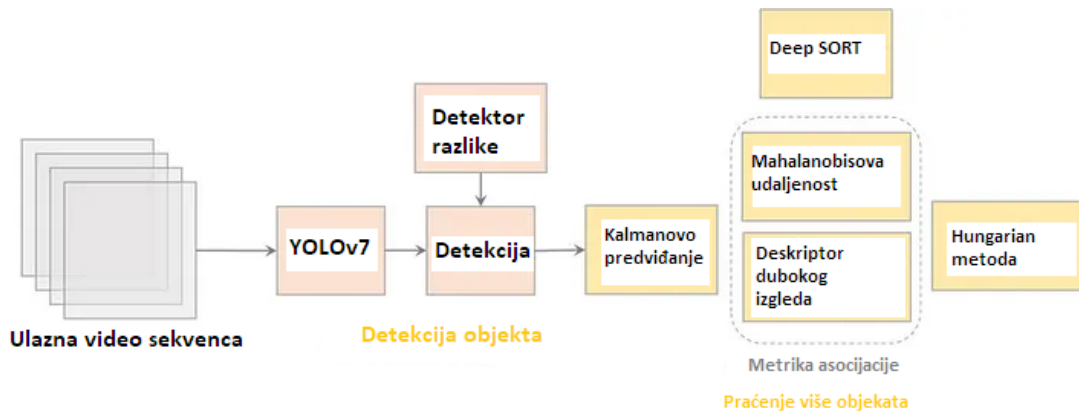 Deep SORT
Detektor
razlike
Mahalanobisova
udaljenost
YOLOv7
Detekcija
Kalmanovo
predviđanje
Deskriptor
dubokog
izgleda
Hungarian
metoda
Ulazna video sekvenca
Detekcija objekta
Metrika asocijacije
Praćenje više objekata